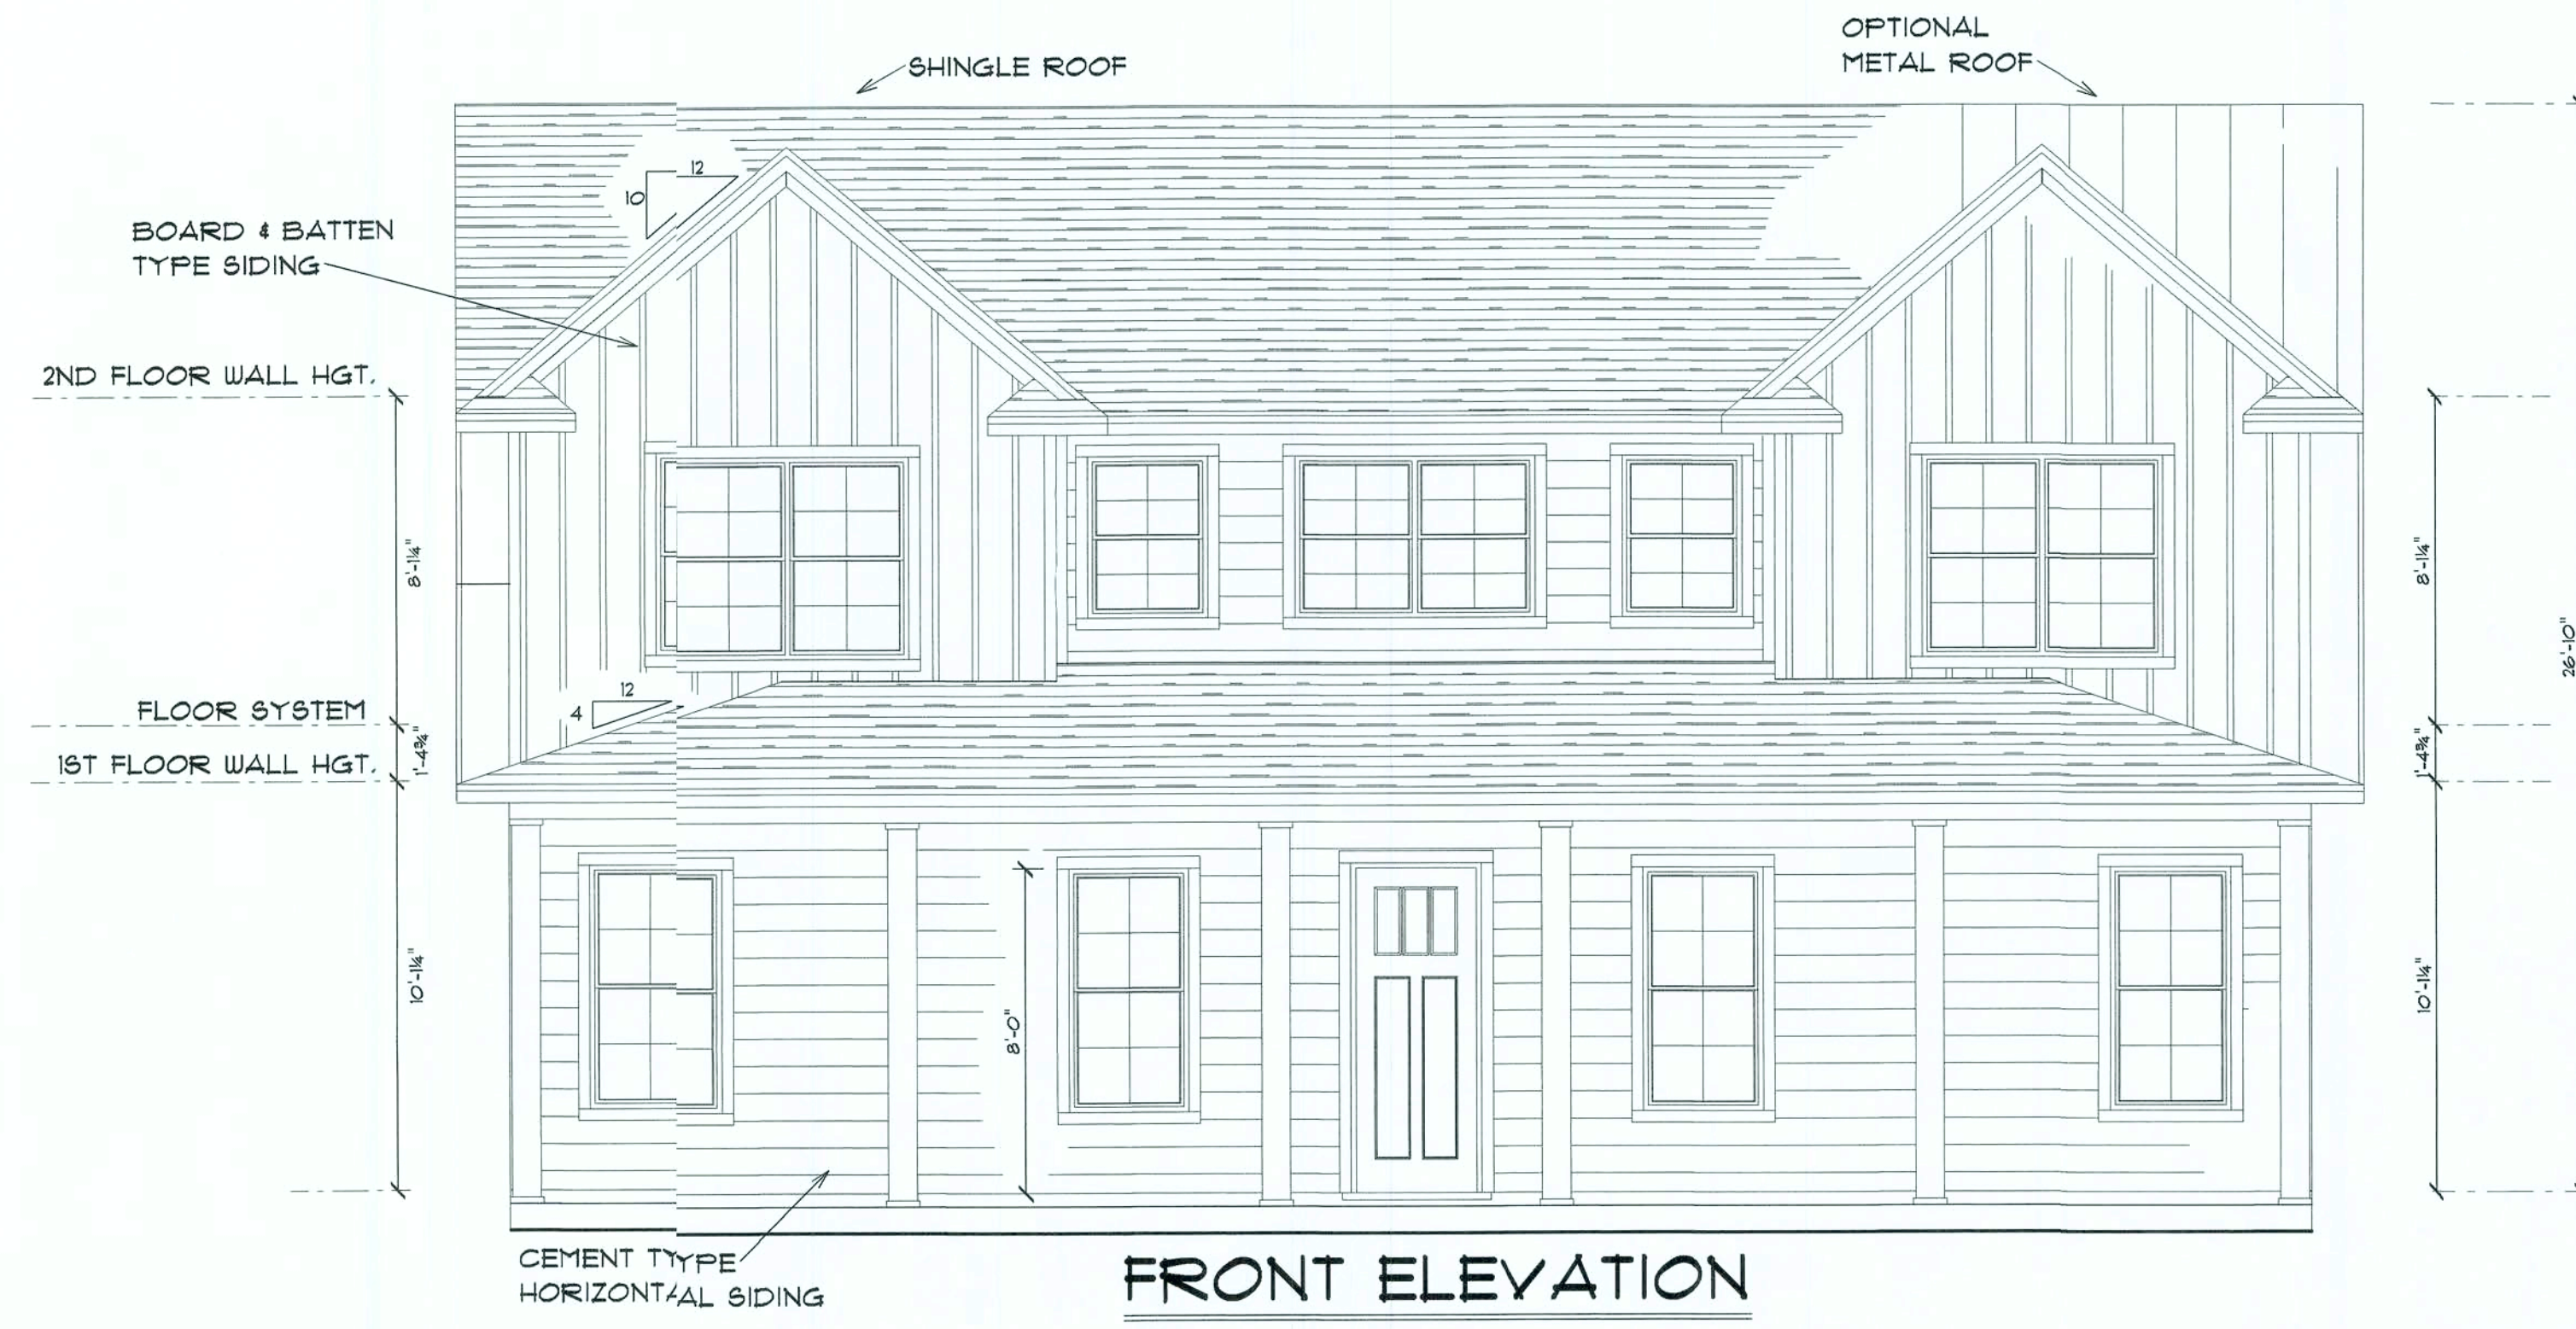 OPTIONAL
METAL ROOF
SHINGLE ROOF
12
10
BOARD & BATTEN
TYPE SIDING
2ND FLOOR WALL HGT.
8'-1¼"
8'-1¼"
26'-10"
12
4
FLOOR SYSTEM
1'-4¾"
1'-4¾"
1ST FLOOR WALL HGT.
10'-1¼"
10'-1¼"
8'-0"
CEMENT TYYPE
HORIZONTAL SIDING
FRONT ELEVATION